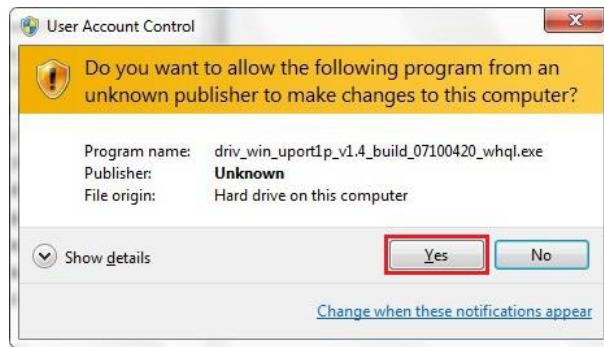 User Account Control
Do you want to allow the following program from an
unknown publisher to make changes to this computer?
Program name: driv_win_uport1p_v1.4_build_07100420_whql.exe
Publisher: Unknown
File origin: Hard drive on this computer
Show details
Yes
No
Change when these notifications appear